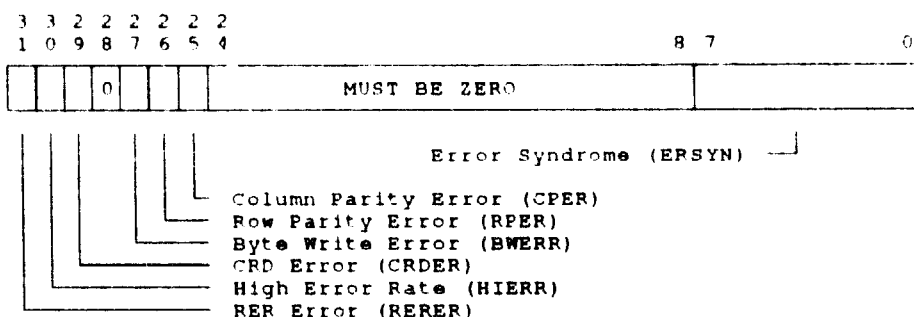 3 3 2 2 2 2 2 2
1 0 9 8 7 6 5 4 8 7 0
0 MUST BE ZERO
Error Syndrome (ERSYN)
Column Parity Error (CPER)
Row Parity Error (RPER)
Byte Write Error (BWERR)
CRD Error (CRDER)
High Error Rate (HIERR)
RER Error (RERER)